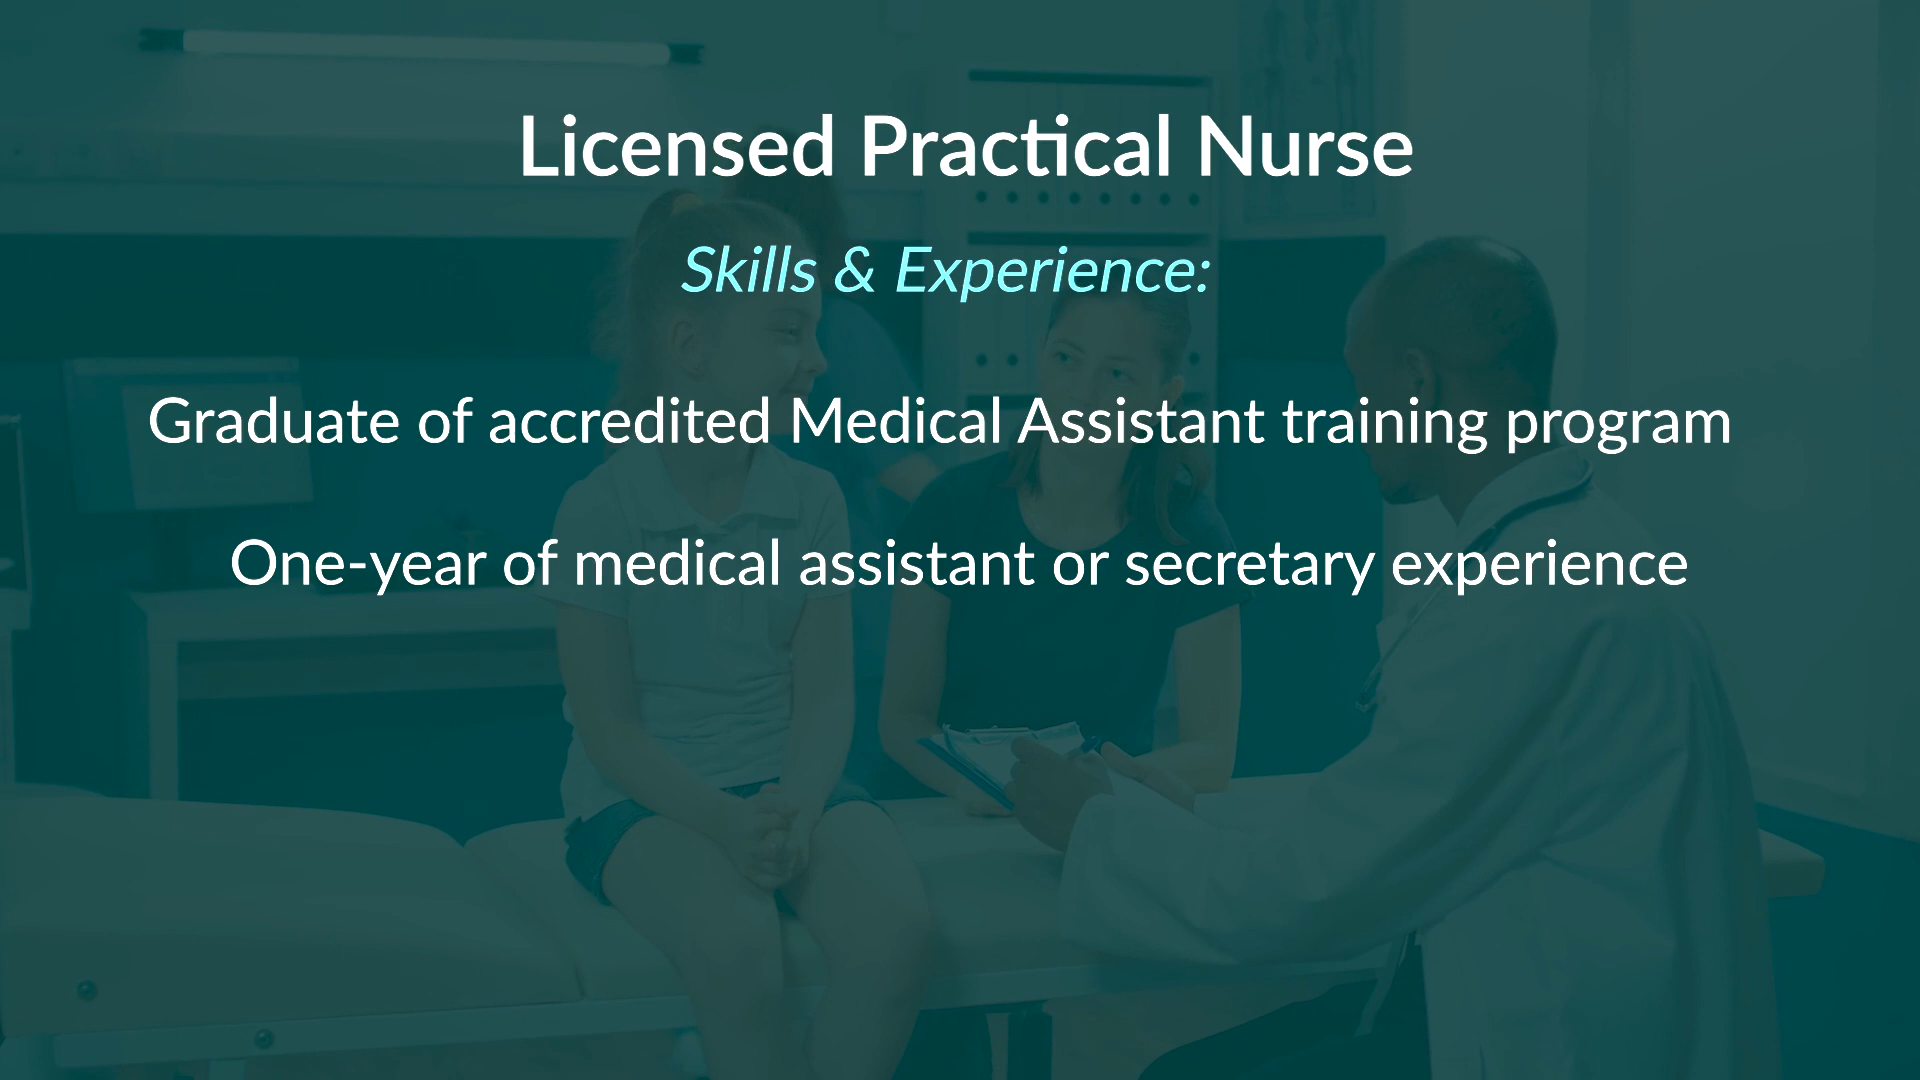 Licensed Practical Nurse
Skills & Experience:
Graduate of accredited Medical Assistant training program
One-year of medical assistant or secretary experience